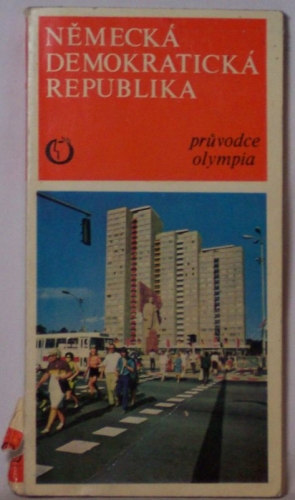 NĚMECKÁ
DEMOKRATICKÁ
REPUBLIKA
průvodce
olympia